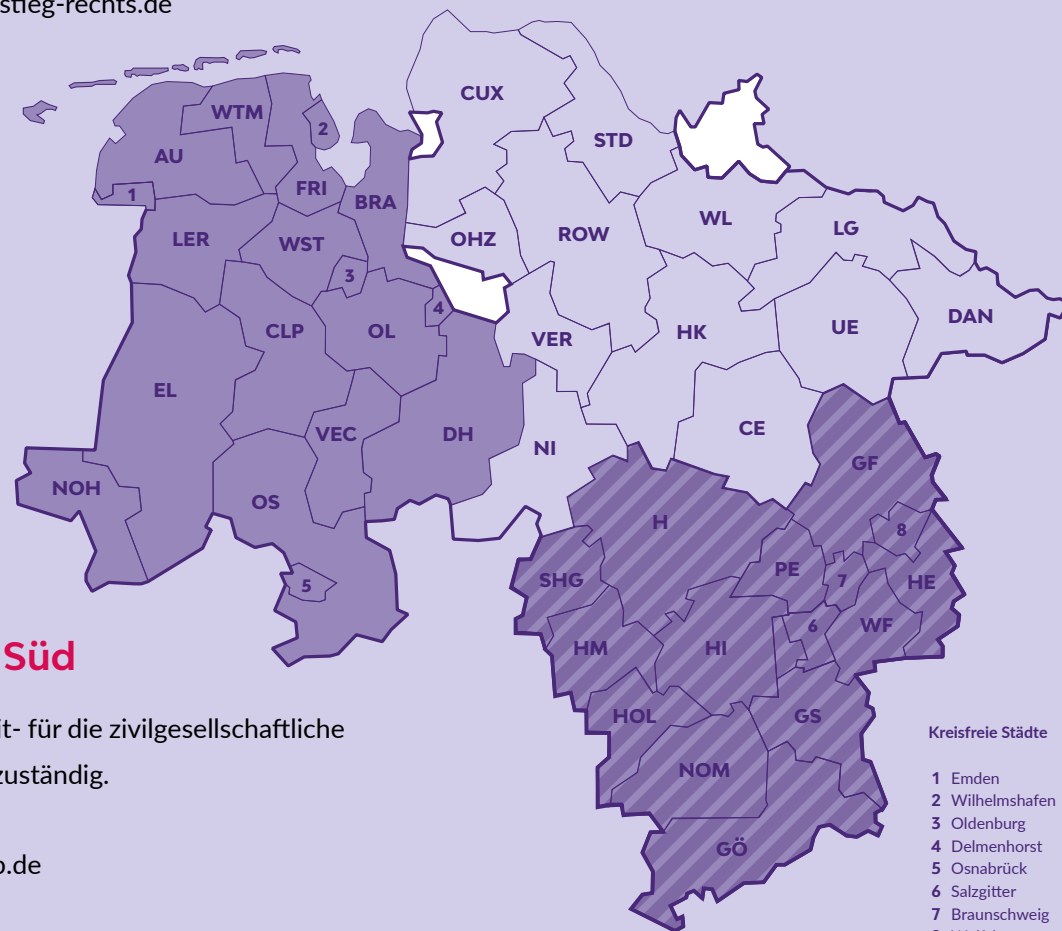 stieg-rechts.de
CUX
WTM
2
STD
AU
FRI
1
BRA
WL
LG
LER
WST
OHZ
ROW
3
4
DAN
CLP
OL
VER
HK
UE
EL
VEC
DH
NI
CE
GF
NOH
OS
H
8
SHG
PE
7
HE
5
6
WF
HM
HI
Süd
HOL
GS
it- für die zivilgesellschaftliche
Kreisfreie Städte
zuständig.
NOM
1 Emden
2 Wilhelmshafen
3 Oldenburg
GÖ
4 Delmenhorst
o.de
5 Osnabrück
6 Salzgitter
7 Braunschweig